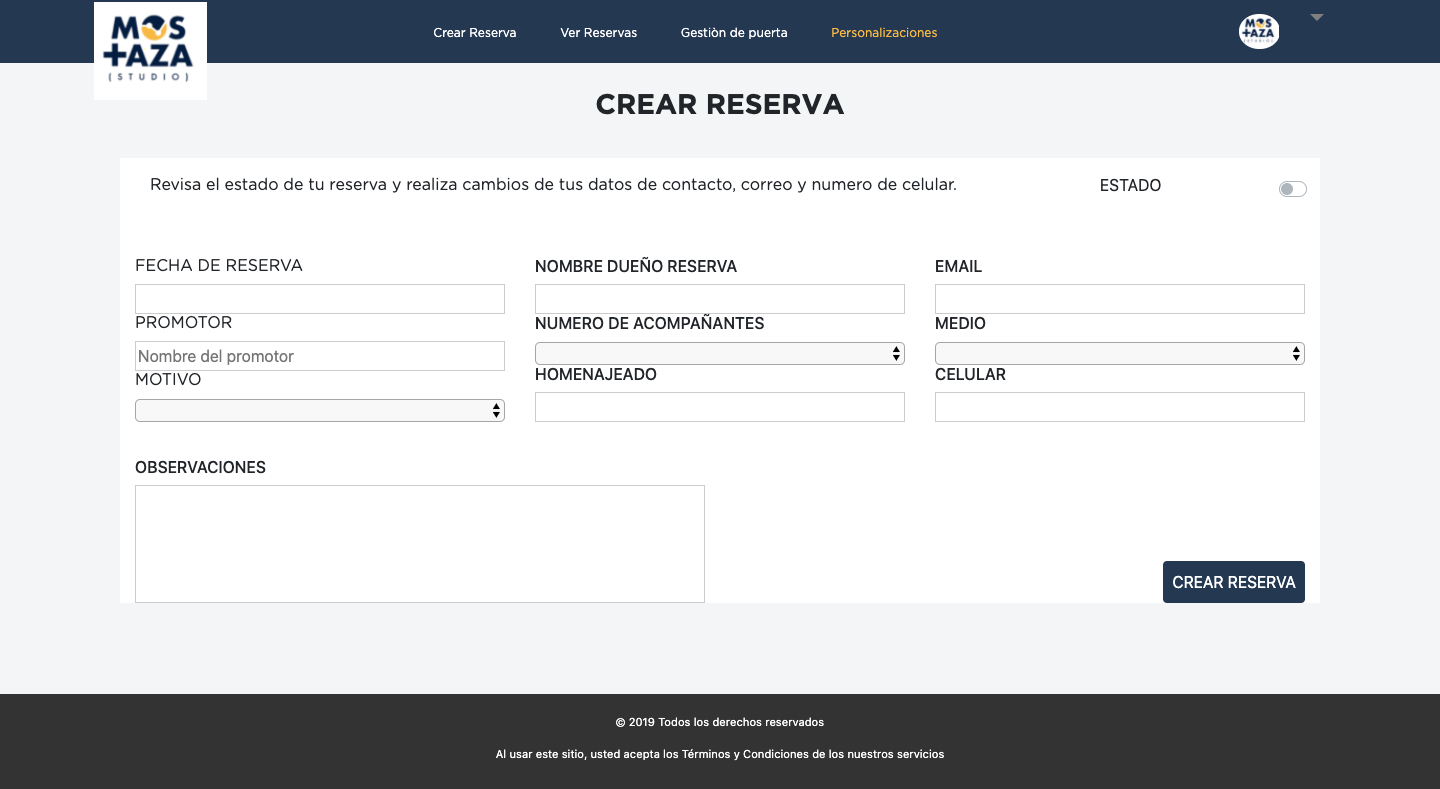 MOS
TAZA
(STUDIO)
Crear Reserva
Ver Reservas
Gestiòn de puerta
Personalizaciones
MOS
TAZA
(STUDIO)
CREAR RESERVA
Revisa el estado de tu reserva y realiza cambios de tus datos de contacto, correo y numero de celular.
ESTADO
FECHA DE RESERVA
NOMBRE DUEÑO RESERVA
EMAIL
PROMOTOR
NUMERO DE ACOMPAÑANTES
MEDIO
Nombre del promotor
MOTIVO
HOMENAJEADO
CELULAR
OBSERVACIONES
CREAR RESERVA
© 2019 Todos los derechos reservados
Al usar este sitio, usted acepta los Términos y Condiciones de los nuestros servicios